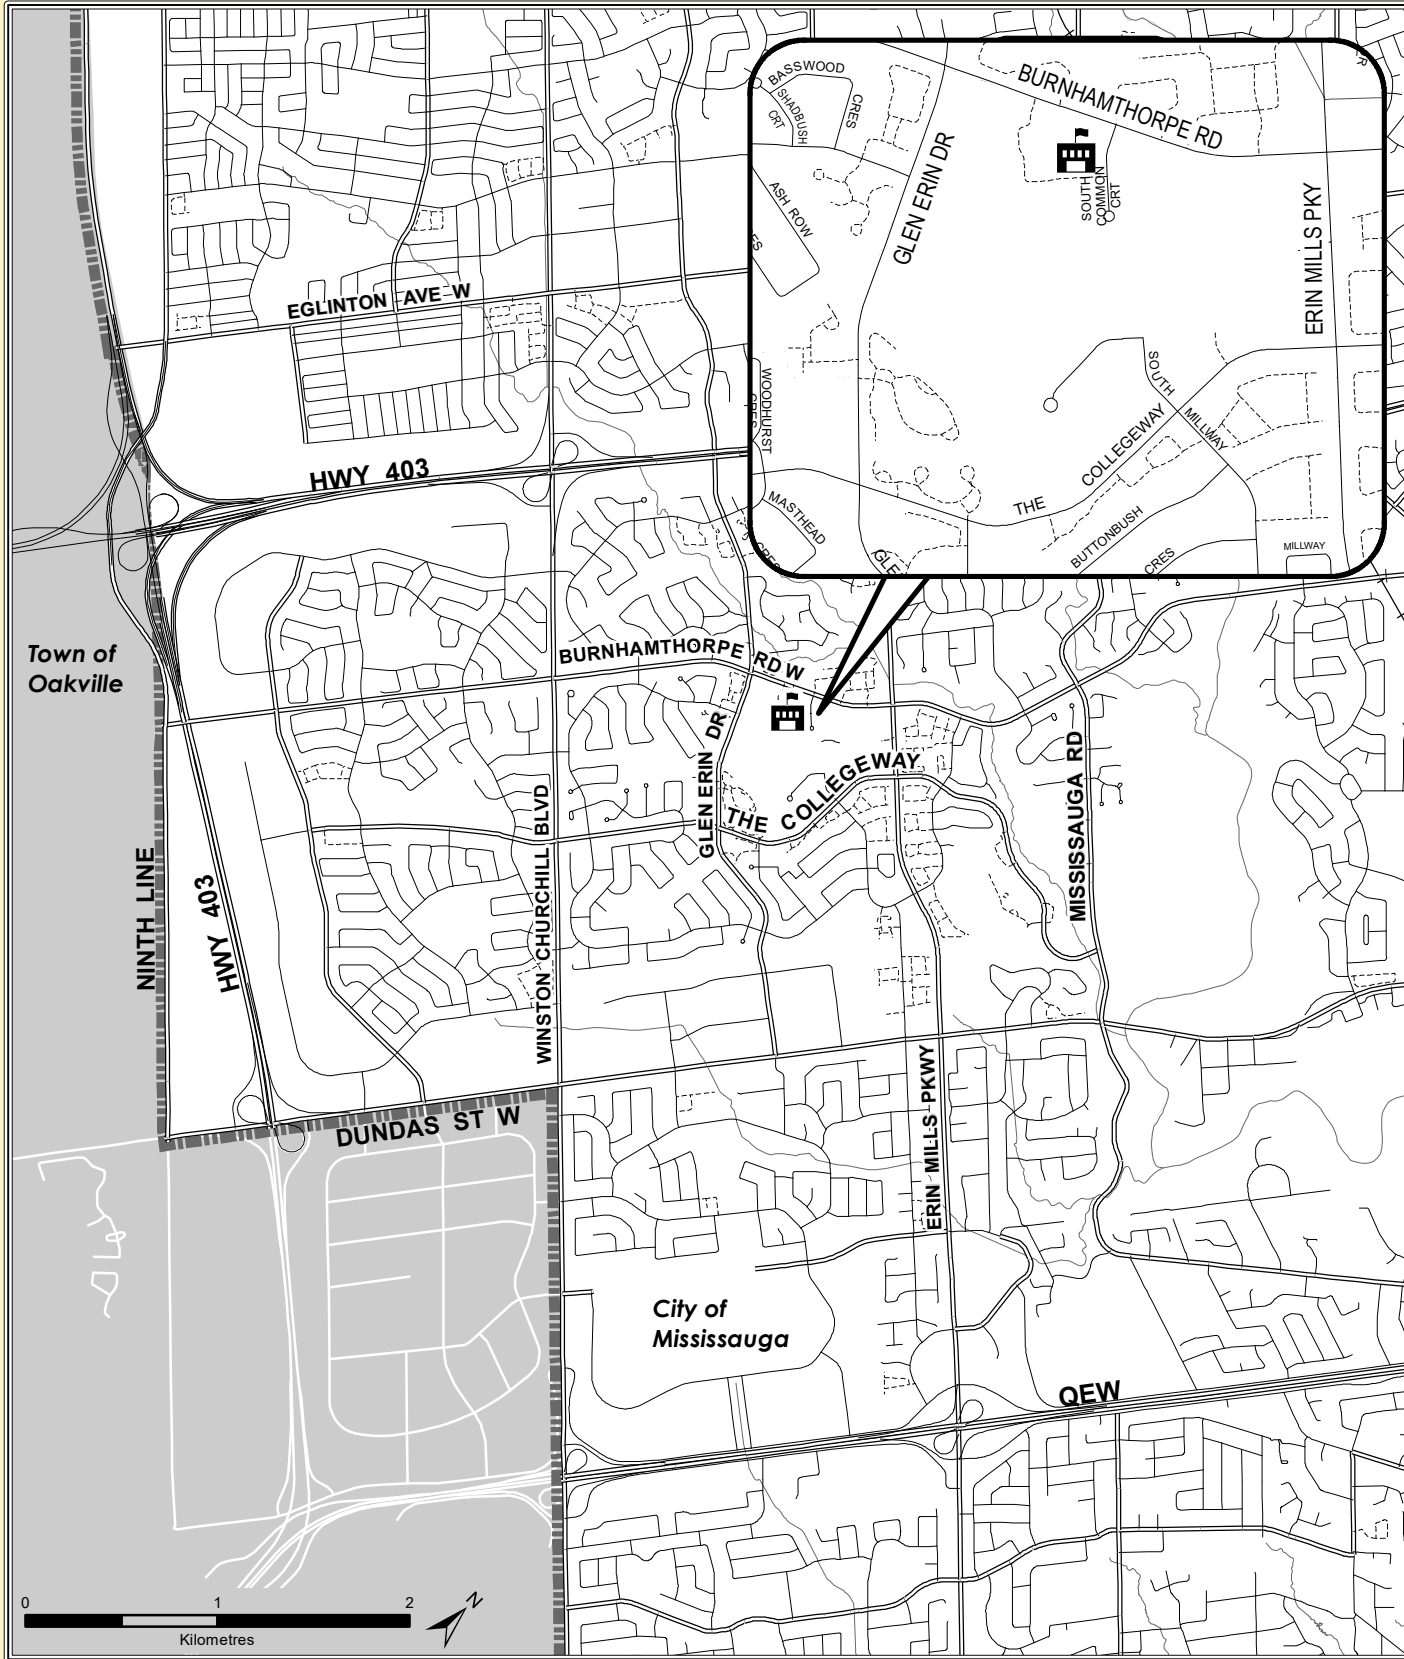 BASSWOOD
CRES
SHADBUSH
CRT
BURNHAMTHORPE RD
GLEN ERIN DR
ASH ROW
ES
SOUTH
COMMON
CRT
ERIN MILLS PKY
R
WOODHURST
CRES
SOUTH
MILLWAY
THE COLLEGEWAY
MASTHEAD
CRES
GLE
BUTTONBUSH
CRES
MILLWAY
EGLINTON AVE W
HWY 403
Town of
Oakville
BURNHAMTHORPE RD W
GLEN ERIN DR
THE COLLEGEWAY
MISSISSAUGA RD
WINSTON CHURCHILL BLVD
NINTH LINE
HWY 403
DUNDAS ST W
ERIN MILLS PKWY
City of
Mississauga
QEW
0 1 2
Kilometres
N